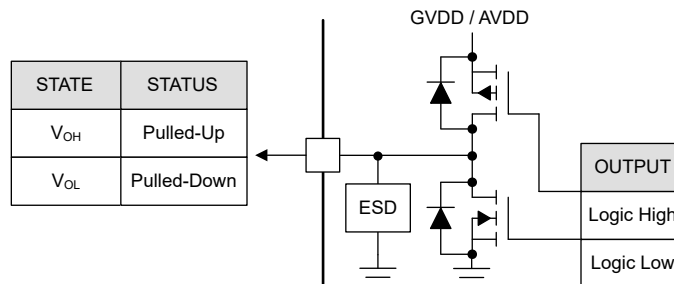 GVDD / AVDD
STATE STATUS
VOH Pulled-Up
VOL Pulled-Down
ESD
OUTPUT
Logic High
Logic Low